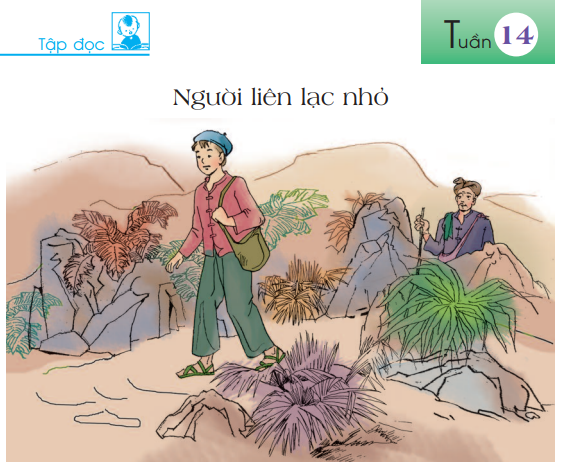 Tập đọc
Tuần 14
Người liên lạc nhỏ